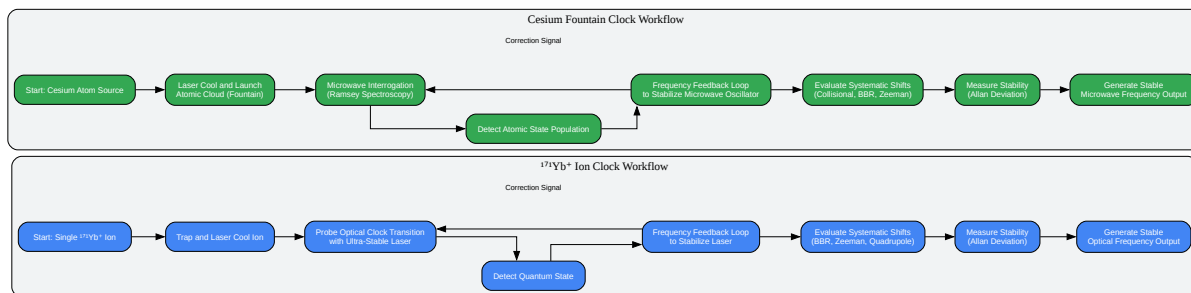 Cesium Fountain Clock Workflow
Correction Signal
Start: Cesium Atom Source
Laser Cool and Launch
Atomic Cloud (Fountain)
Microwave Interrogation
(Ramsey Spectroscopy)
Detect Atomic State Population
Frequency Feedback Loop
to Stabilize Microwave Oscillator
Evaluate Systematic Shifts
(Collisional, BBR, Zeeman)
Measure Stability
(Allan Deviation)
Generate Stable
Microwave Frequency Output
¹⁷¹Yb⁺ Ion Clock Workflow
Correction Signal
Start: Single ¹⁷¹Yb⁺ Ion
Trap and Laser Cool Ion
Probe Optical Clock Transition
with Ultra-Stable Laser
Detect Quantum State
Frequency Feedback Loop
to Stabilize Laser
Evaluate Systematic Shifts
(BBR, Zeeman, Quadrupole)
Measure Stability
(Allan Deviation)
Generate Stable
Optical Frequency Output